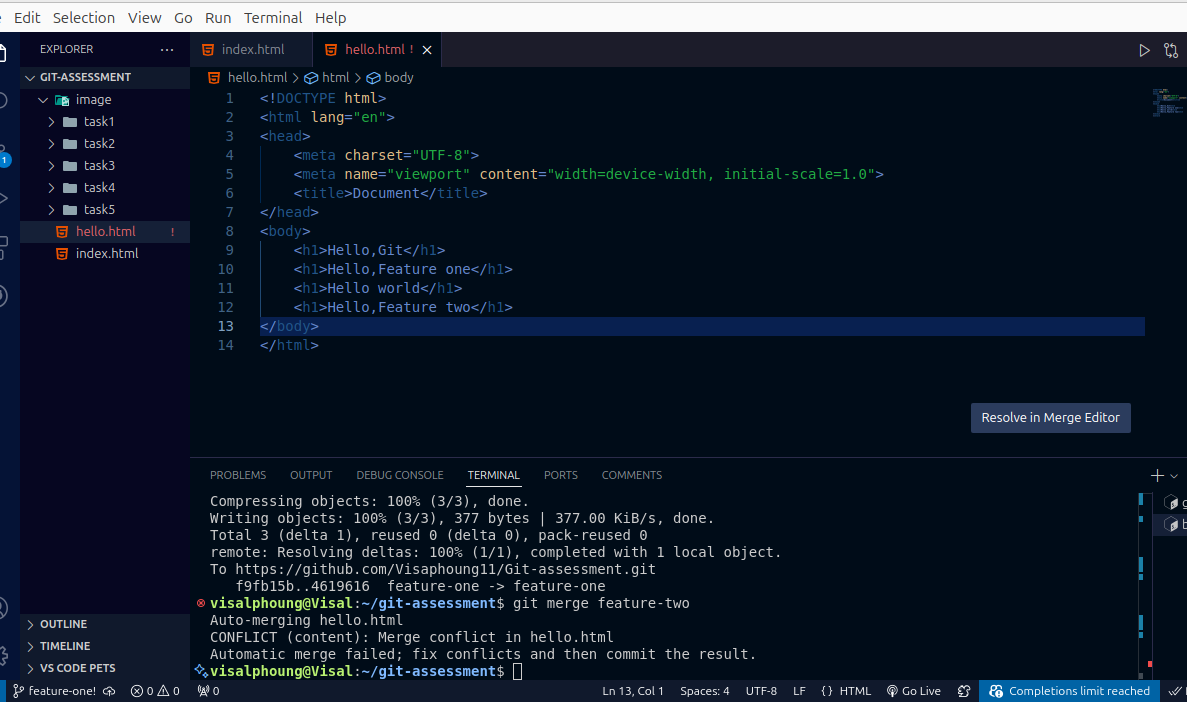 Edit Selection View Go Run Terminal Help
EXPLORER ...
GIT-ASSESSMENT
image
task1
task2
task3
task4
task5
hello.html !
index.html
OUTLINE
TIMELINE
VS CODE PETS
index.html hello.html ! ×
hello.html > html > body
1 <!DOCTYPE html>
2 <html lang="en">
3 <head>
4 <meta charset="UTF-8">
5 <meta name="viewport" content="width=device-width, initial-scale=1.0">
6 <title>Document</title>
7 </head>
8 <body>
9 <h1>Hello,Git</h1>
10 <h1>Hello,Feature one</h1>
11 <h1>Hello world</h1>
12 <h1>Hello,Feature two</h1>
13 </body>
14 </html>
Resolve in Merge Editor
PROBLEMS OUTPUT DEBUG CONSOLE TERMINAL PORTS COMMENTS
Compressing objects: 100% (3/3), done.
Writing objects: 100% (3/3), 377 bytes | 377.00 KiB/s, done.
Total 3 (delta 1), reused 0 (delta 0), pack-reused 0
remote: Resolving deltas: 100% (1/1), completed with 1 local object.
To https://github.com/Visaphoung11/Git-assessment.git
f9fb15b..4619616 feature-one -> feature-one
visalphoung@Visal:~/git-assessment$ git merge feature-two
Auto-merging hello.html
CONFLICT (content): Merge conflict in hello.html
Automatic merge failed; fix conflicts and then commit the result.
visalphoung@Visal:~/git-assessment$
1
feature-one! 0 0 0 Ln 13, Col 1 Spaces: 4 UTF-8 LF {} HTML Go Live Completions limit reached